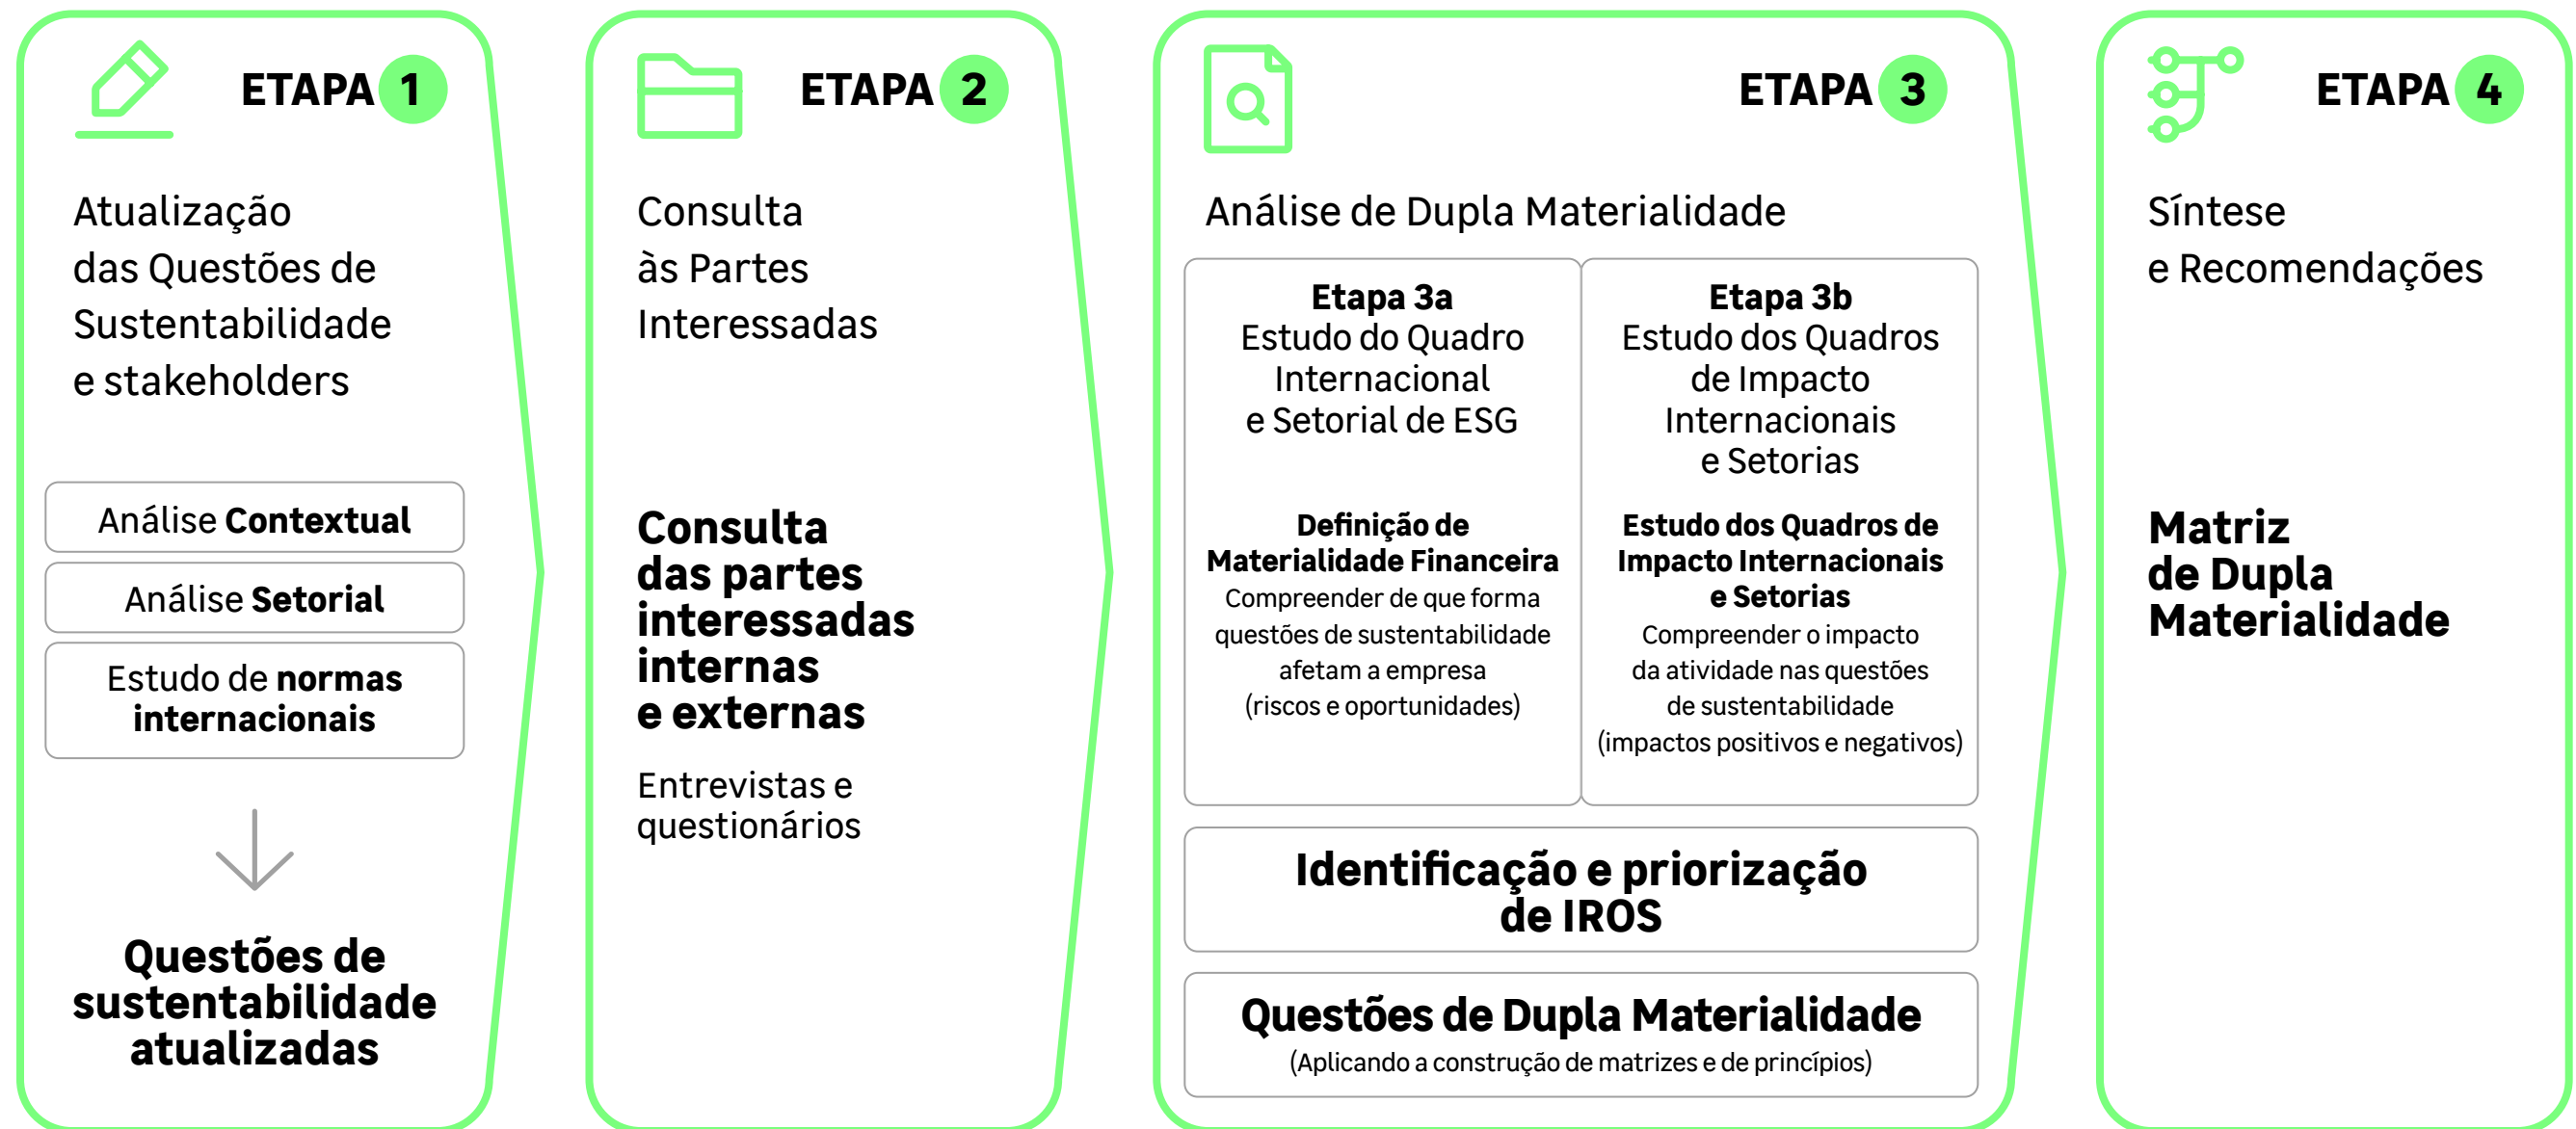 ETAPA 1
Atualização
das Questões de
Sustentabilidade
e stakeholders
Análise Contextual
Análise Setorial
Estudo de normas
internacionais
Questões de
sustentabilidade
atualizadas
ETAPA 2
Consulta
às Partes
Interessadas
Consulta
das partes
interessadas
internas
e externas
Entrevistas e
questionários
ETAPA 3
Análise de Dupla Materialidade
Etapa 3a
Estudo do Quadro
Internacional
e Setorial de ESG
Definição de
Materialidade Financeira
Compreender de que forma
questões de sustentabilidade
afetam a empresa
(riscos e oportunidades)
Etapa 3b
Estudo dos Quadros
de Impacto
Internacionais
e Setorias
Estudo dos Quadros de
Impacto Internacionais
e Setorias
Compreender o impacto
da atividade nas questões
de sustentabilidade
(impactos positivos e negativos)
Identificação e priorização
de IROS
Questões de Dupla Materialidade
(Aplicando a construção de matrizes e de princípios)
ETAPA 4
Síntese
e Recomendações
Matriz
de Dupla
Materialidade